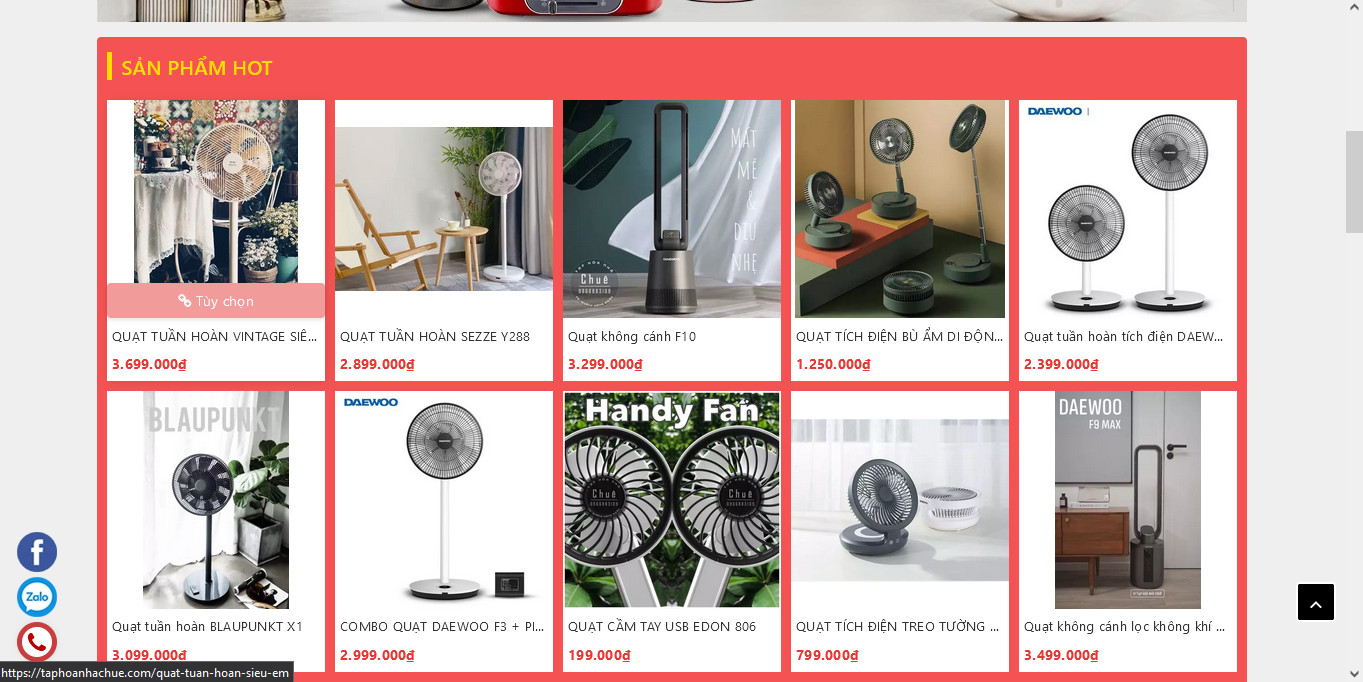 SẢN PHẨM HOT
Tùy chọn
QUẠT TUẦN HOÀN VINTAGE SIÊ...
3.699.000₫
QUẠT TUẦN HOÀN SEZZE Y288
2.899.000₫
MÁT
MẺ
&
DỊU
NHẸ
DAEWOO
Chuê
Quạt không cánh F10
3.299.000₫
QUẠT TÍCH ĐIỆN BÙ ẨM DI ĐỘN...
1.250.000₫
DAEWOO
Quạt tuần hoàn tích điện DAEW...
2.399.000₫
BLAUPUNKT
Quạt tuần hoàn BLAUPUNKT X1
3.099.000₫
DAEWOO
COMBO QUẠT DAEWOO F3 + PI...
2.999.000₫
Handy Fan
Chuê
Chuê
QUẠT CẦM TAY USB EDON 806
199.000₫
QUẠT TÍCH ĐIỆN TREO TƯỜNG ...
799.000₫
DAEWOO
F9 MAX
Quạt không cánh lọc không khí ...
3.499.000₫
Zalo
https://taphoanhachue.com/quat-tuan-hoan-sieu-em